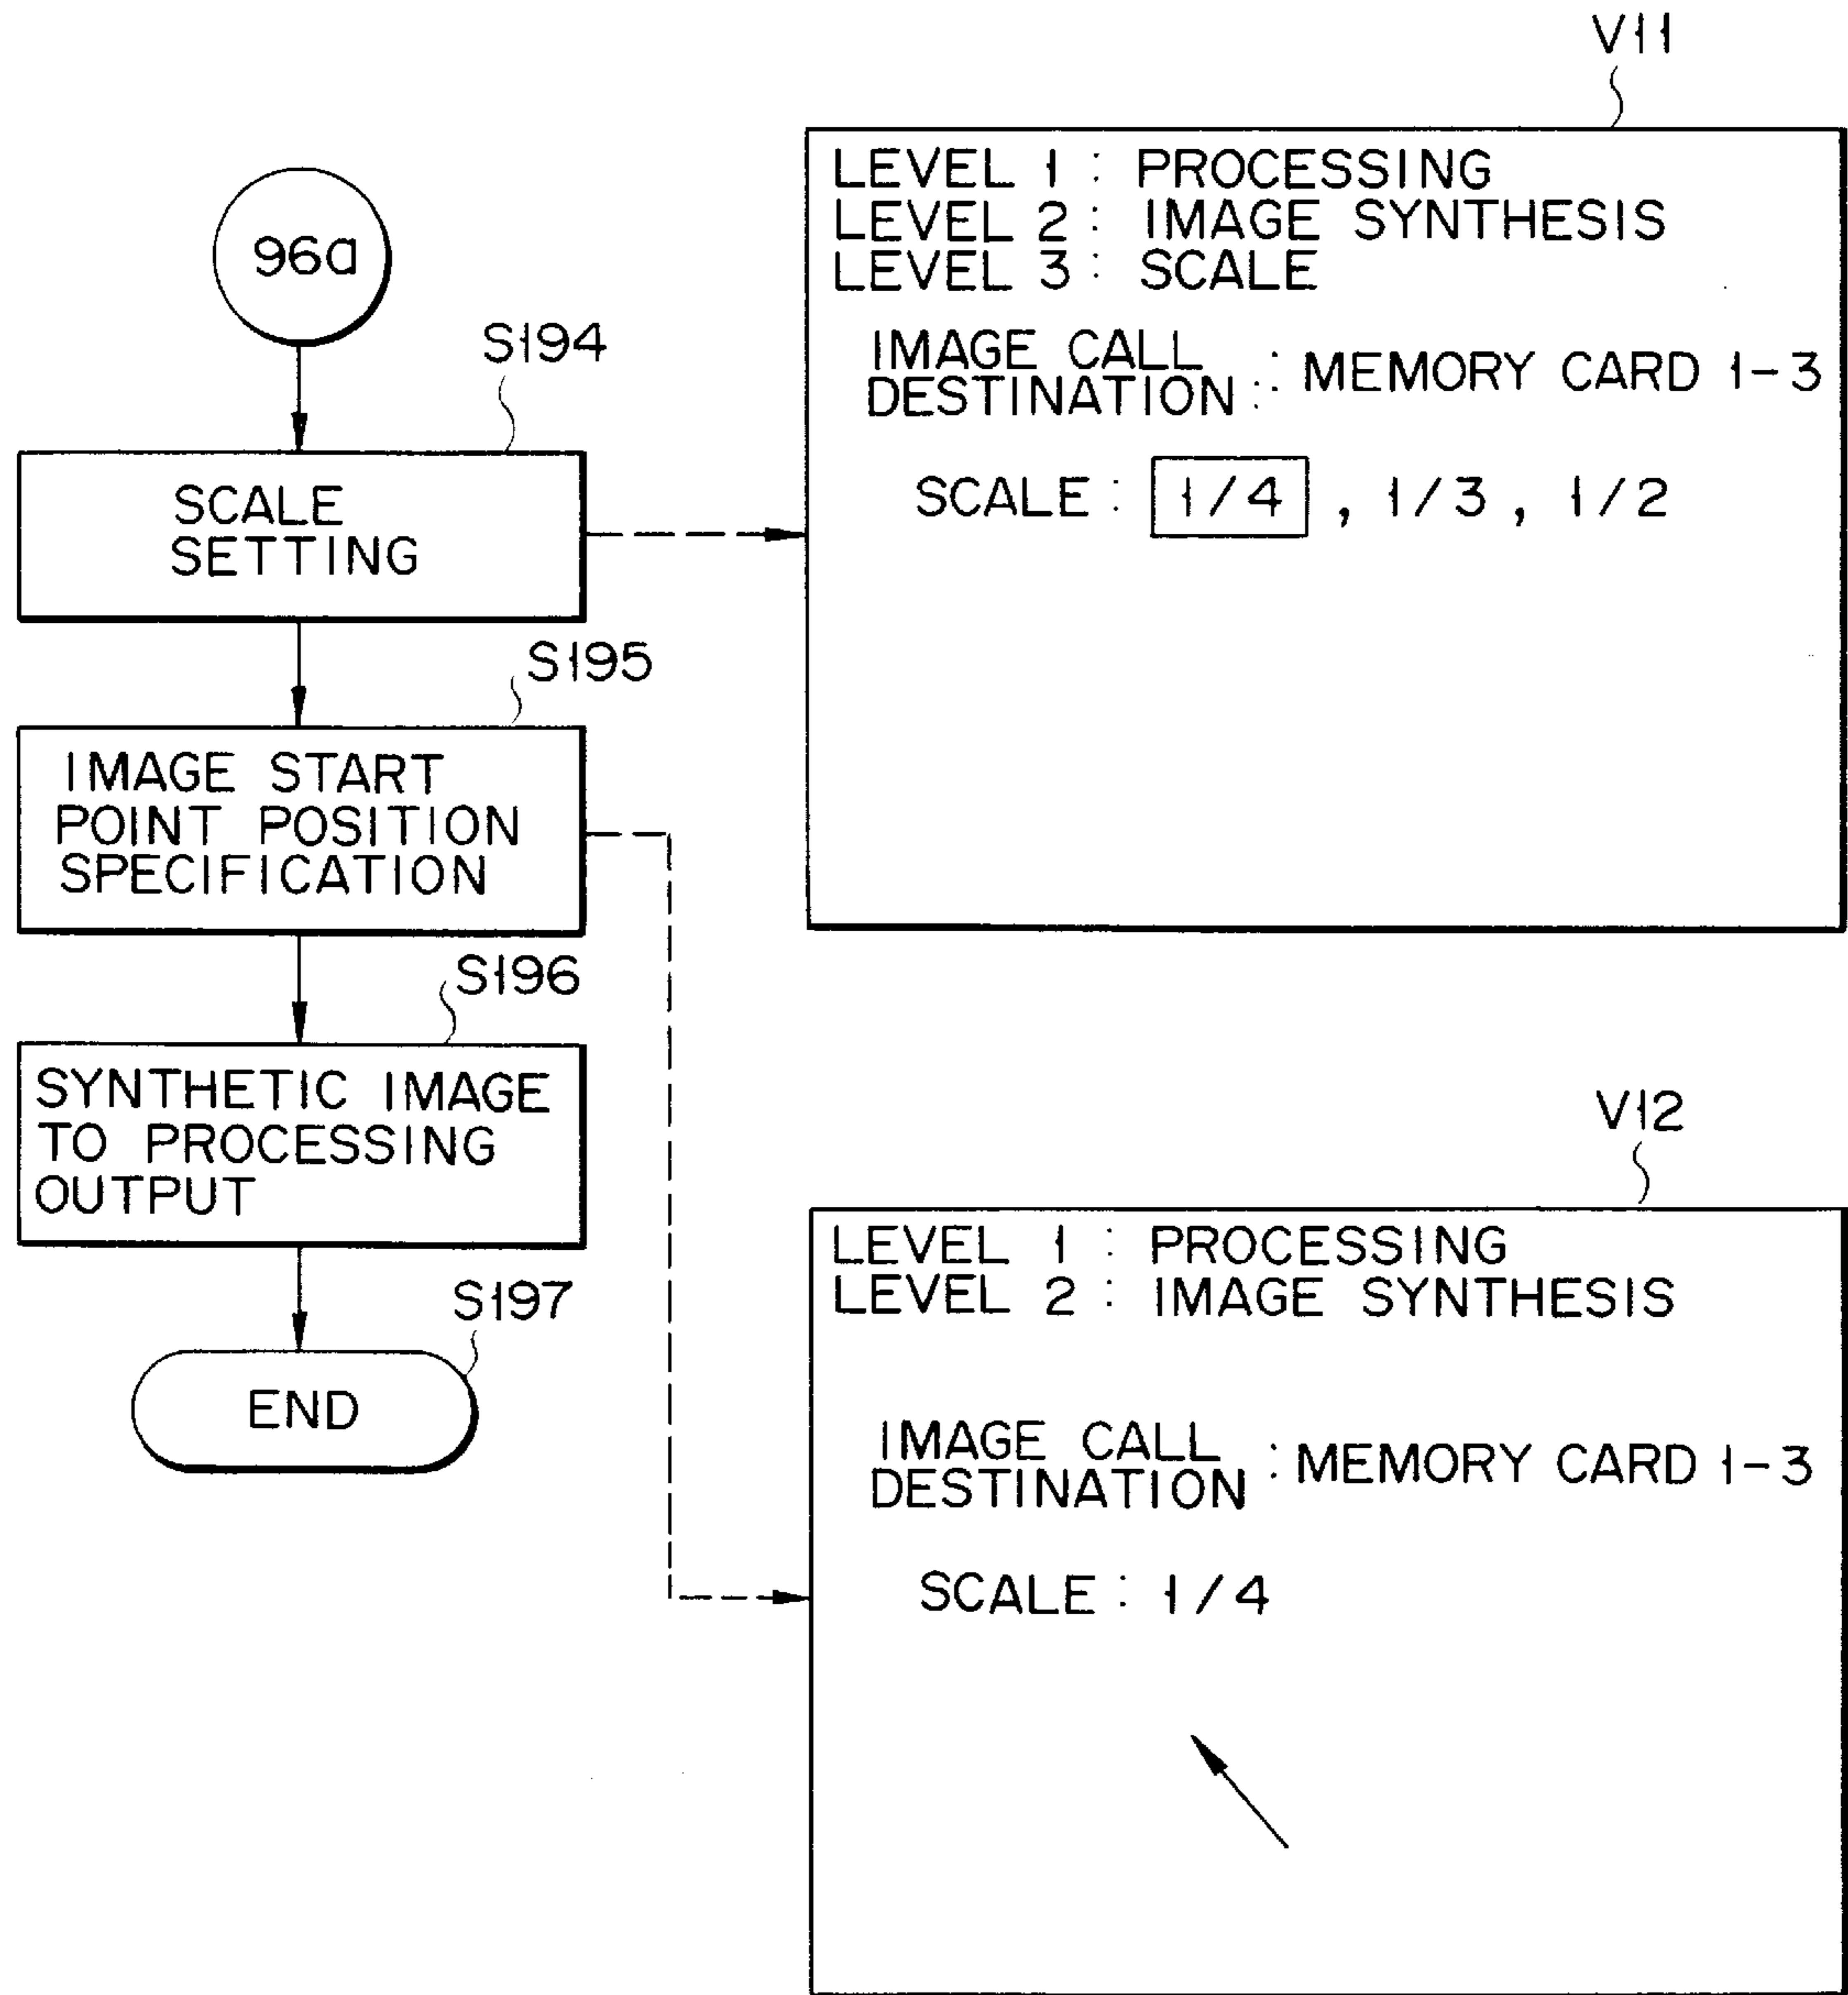 96a
S194
SCALE
SETTING
S195
IMAGE START
POINT POSITION
SPECIFICATION
S196
SYNTHETIC IMAGE
TO PROCESSING
OUTPUT
S197
END
V11
LEVEL 1 : PROCESSING
LEVEL 2 : IMAGE SYNTHESIS
LEVEL 3 : SCALE
IMAGE CALL
DESTINATION : MEMORY CARD 1-3
SCALE : 1/4 , 1/3 , 1/2
V12
LEVEL 1 : PROCESSING
LEVEL 2 : IMAGE SYNTHESIS
IMAGE CALL
DESTINATION : MEMORY CARD 1-3
SCALE : 1/4